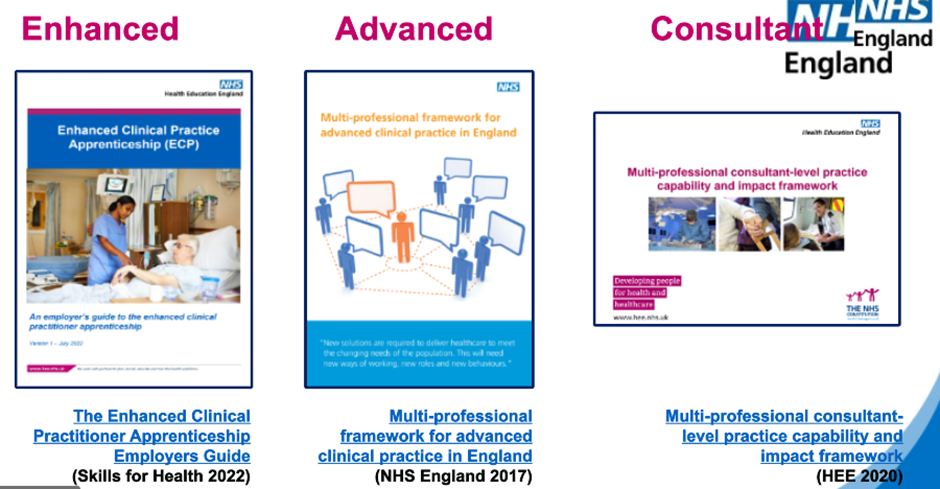 Enhanced
Advanced
Consultant
NHS
England
NHS
England
NHS
Health Education England
Enhanced Clinical Practice
Apprenticeship (ECP)
An employer's guide to the enhanced clinical
practitioner apprenticeship
Version 1 – July 2022
www.hee.nhs.uk
The Enhanced Clinical
Practitioner Apprenticeship
Employers Guide
(Skills for Health 2022)
NHS
Multi-professional framework for
advanced clinical practice in England
"New solutions are required to deliver healthcare to meet
the changing needs of the population. This will need
new ways of working, new roles and new behaviours."
Multi-professional
framework for advanced
clinical practice in England
(NHS England 2017)
NHS
Health Education England
Multi-professional consultant-level practice
capability and impact framework
Developing people
for health and
healthcare
www.hee.nhs.uk
THE NHS
CONSTITUTION
Multi-professional consultant-
level practice capability and
impact framework
(HEE 2020)